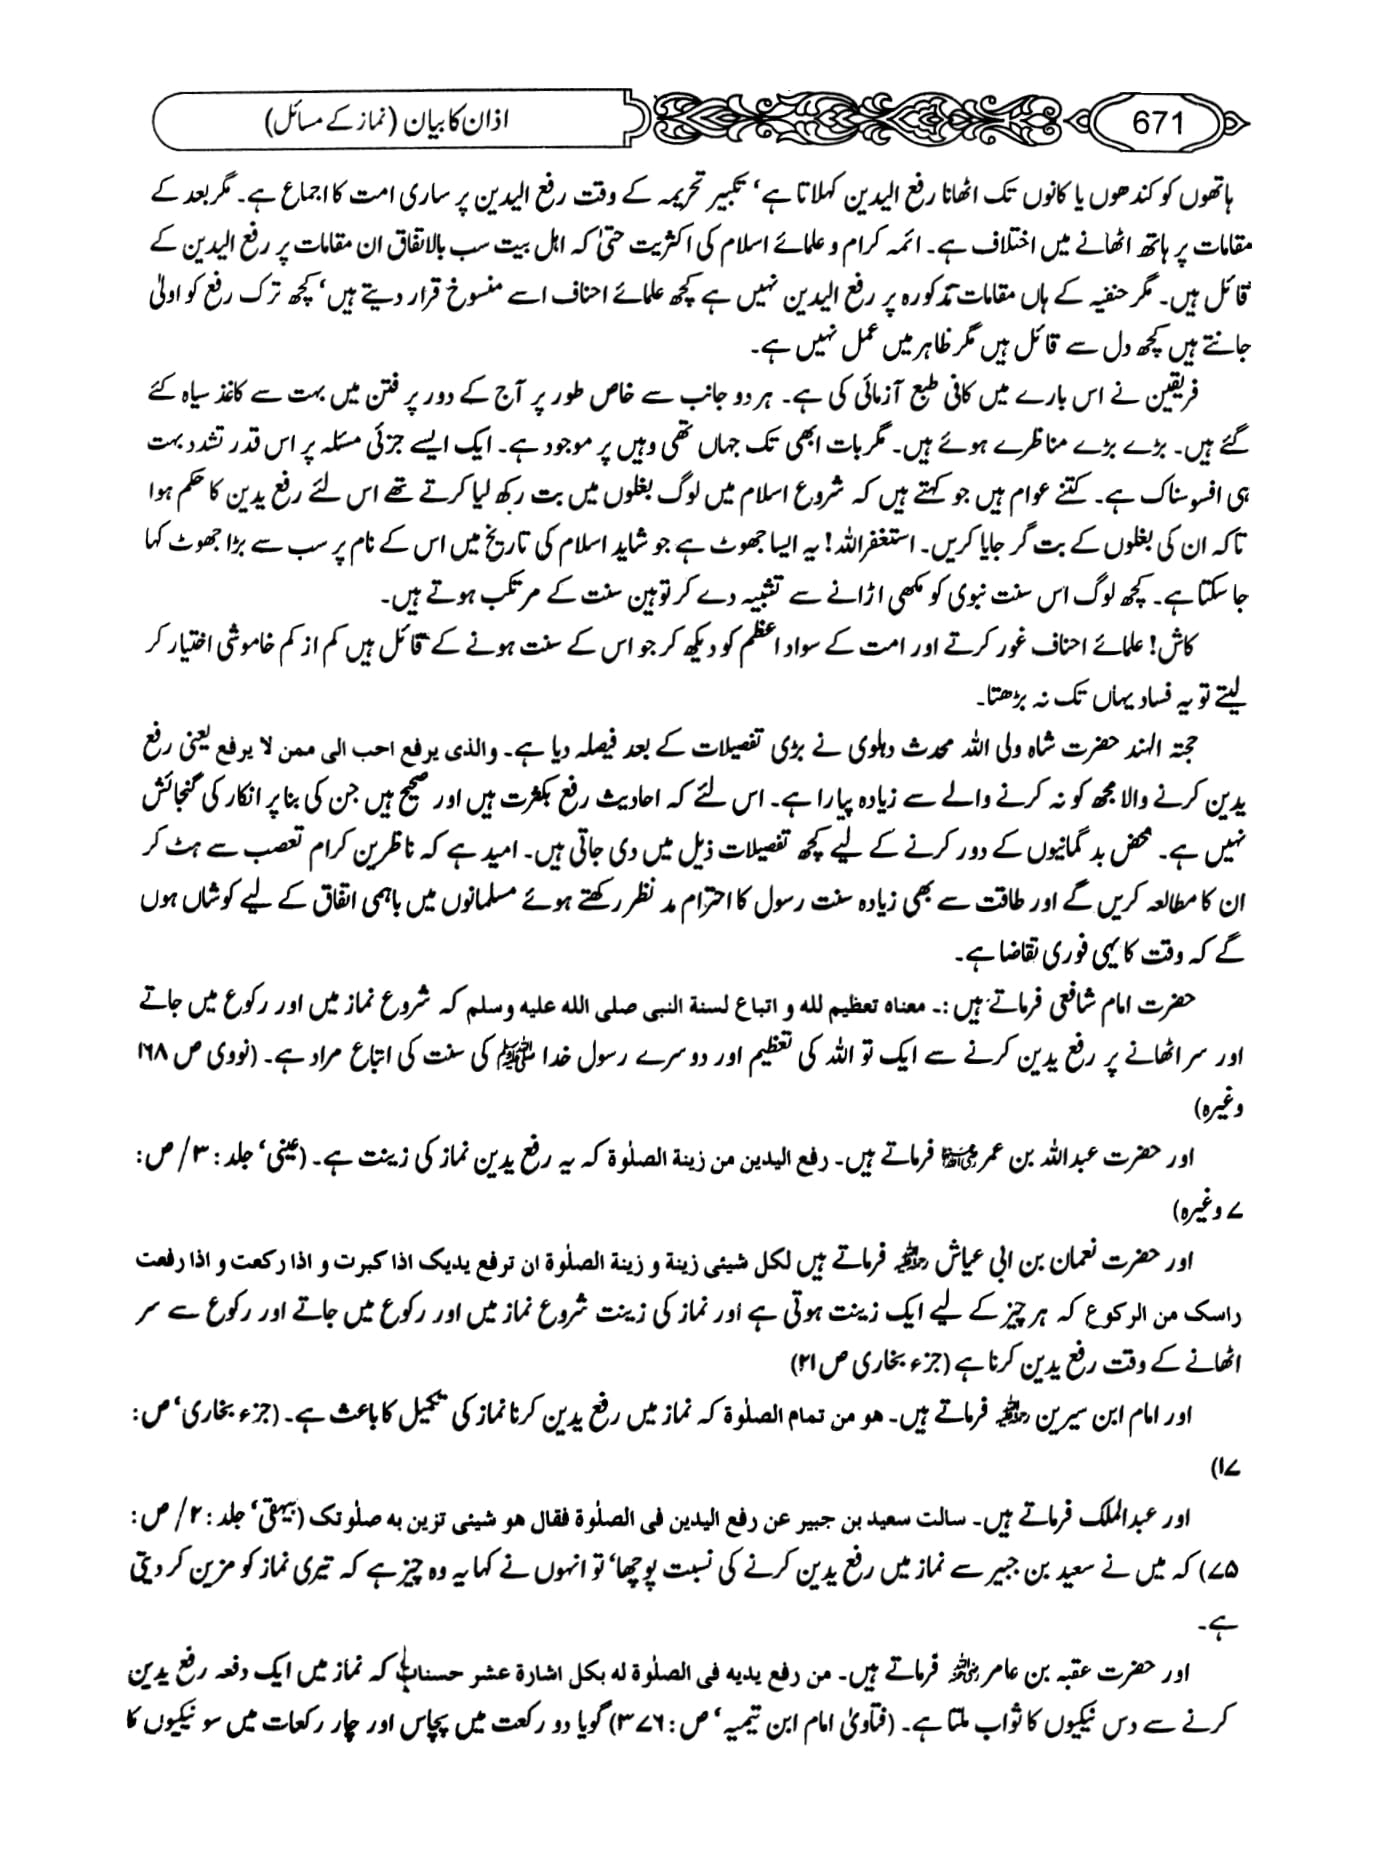 اذان کا بیان (نماز کے مسائل)
671
ہاتھوں کو کندھوں یا کانوں تک اٹھانا رفع الیدین کہلاتا ہے‘ تکبیر تحریمہ کے وقت رفع الیدین پر ساری امت کا اجماع ہے۔ مگر بعد کے
مقامات پر ہاتھ اٹھانے میں اختلاف ہے۔ ائمہ کرام و علمائے اسلام کی اکثریت حتیٰ کہ اہل بیت سب بالاتفاق ان مقامات پر رفع الیدین کے
قائل ہیں۔ مگر حنفیہ کے ہاں مقامات مذکورہ پر رفع الیدین نہیں ہے کچھ علمائے احناف اسے منسوخ قرار دیتے ہیں‘ کچھ ترک رفع کو اولیٰ
جانتے ہیں کچھ دل سے قائل ہیں مگر ظاہر میں عمل نہیں ہے۔
فریقین نے اس بارے میں کافی طبع آزمائی کی ہے۔ ہر دو جانب سے خاص طور پر آج کے دور پر فتن میں بہت سے کاغذ سیاہ کئے
گئے ہیں۔ بڑے بڑے مناظرے ہوئے ہیں۔ مگر بات ابھی تک جہاں تھی وہیں پر موجود ہے۔ ایک ایسے جزئی مسئلہ پر اس قدر تشدد بہت
ہی افسوسناک ہے۔ کتنے عوام ہیں جو کہتے ہیں کہ شروع اسلام میں لوگ بغلوں میں بت رکھ لیا کرتے تھے اس لئے رفع یدین کا حکم ہوا
تاکہ ان کی بغلوں کے بت گر جایا کریں۔ استغفراللہ! یہ ایسا جھوٹ ہے جو شاید اسلام کی تاریخ میں اس کے نام پر سب سے بڑا جھوٹ کہا
جا سکتا ہے۔ کچھ لوگ اس سنت نبوی کو مکھی اڑانے سے تشبیہ دے کر توہین سنت کے مرتکب ہوتے ہیں۔
کاش! علمائے احناف غور کرتے اور امت کے سواد اعظم کو دیکھ کر جو اس کے سنت ہونے کے قائل ہیں کم از کم خاموشی اختیار کر
لیتے تو یہ فساد یہاں تک نہ بڑھتا۔
حجتہ الہند حضرت شاہ ولی اللہ محدث دہلوی نے بڑی تفصیلات کے بعد فیصلہ دیا ہے۔ والذی یرفع احب الی ممن لا یرفع یعنی رفع
یدین کرنے والا مجھ کو نہ کرنے والے سے زیادہ پیارا ہے۔ اس لئے کہ احادیث رفع بکثرت ہیں اور صحیح ہیں جن کی بنا پر انکار کی گنجائش
نہیں ہے۔ محض بد گمانیوں کے دور کرنے کے لیے کچھ تفصیلات ذیل میں دی جاتی ہیں۔ امید ہے کہ ناظرین کرام تعصب سے ہٹ کر
ان کا مطالعہ کریں گے اور طاقت سے بھی زیادہ سنت رسول کا احترام مد نظر رکھتے ہوئے مسلمانوں میں باہمی اتفاق کے لیے کوشاں ہوں
گے کہ وقت کا یہی فوری تقاضا ہے۔
حضرت امام شافعی فرماتے ہیں :۔ معناہ تعظیم للہ و اتباع لسنۃ النبی صلی اللہ علیہ وسلم کہ شروع نماز میں اور رکوع میں جاتے
اور سر اٹھانے پر رفع یدین کرنے سے ایک تو اللہ کی تعظیم اور دوسرے رسول خدا ﷺ کی سنت کی اتباع مراد ہے۔ (نووی ص ۱۶۸
وغیرہ)
اور حضرت عبداللہ بن عمر رضی اللہ عنہما فرماتے ہیں۔ رفع الیدین من زینۃ الصلٰوۃ کہ یہ رفع یدین نماز کی زینت ہے۔ (عینی‘ جلد : ۳/ ص :
۷ وغیرہ)
اور حضرت نعمان بن ابی عیاش رضی اللہ عنہ فرماتے ہیں لکل شیئی زینۃ و زینۃ الصلٰوۃ ان ترفع یدیک اذا کبرت و اذا رکعت و اذا رفعت
راسک من الرکوع کہ ہر چیز کے لیے ایک زینت ہوتی ہے اور نماز کی زینت شروع نماز میں اور رکوع میں جاتے اور رکوع سے سر
اٹھانے کے وقت رفع یدین کرنا ہے (جزء بخاری ص ۲۱)
اور امام ابن سیرین رضی اللہ عنہ فرماتے ہیں۔ ھو من تمام الصلٰوۃ کہ نماز میں رفع یدین کرنا نماز کی تکمیل کا باعث ہے۔ (جزء بخاری‘ ص :
۱۷)
اور عبدالملک فرماتے ہیں۔ سالت سعید بن جبیر عن رفع الیدین فی الصلٰوۃ فقال ھو شیئی تزین بہ صلٰوتک (بیہقی‘ جلد : ۲/ ص :
۷۵) کہ میں نے سعید بن جبیر سے نماز میں رفع یدین کرنے کی نسبت پوچھا‘ تو انہوں نے کہا یہ وہ چیز ہے کہ تیری نماز کو مزین کر دیتی
ہے۔
اور حضرت عقبہ بن عامر رضی اللہ عنہ فرماتے ہیں۔ من رفع یدیہ فی الصلٰوۃ لہ بکل اشارۃ عشر حسنات کہ نماز میں ایک دفعہ رفع یدین
کرنے سے دس نیکیوں کا ثواب ملتا ہے۔ (فتاویٰ امام ابن تیمیہ‘ ص : ۳۷۶) گویا دو رکعت میں پچاس اور چار رکعات میں سو نیکیوں کا